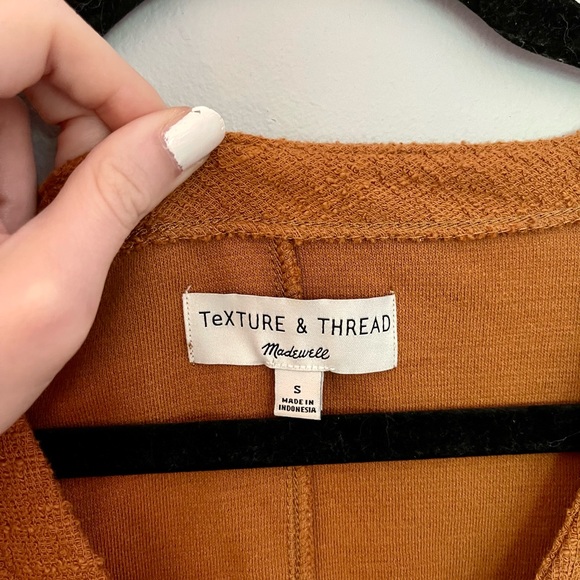 TeXTURE & THREAD
Madewell
S
MADE IN
INDONESIA